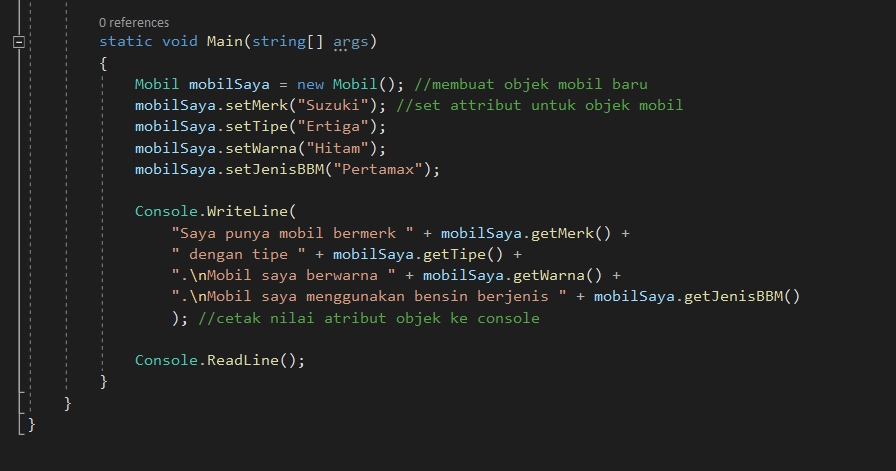 0 references
static void Main(string[] args)
{
Mobil mobilSaya = new Mobil(); //membuat objek mobil baru
mobilSaya.setMerk("Suzuki"); //set attribut untuk objek mobil
mobilSaya.setTipe("Ertiga");
mobilSaya.setWarna("Hitam");
mobilSaya.setJenisBBM("Pertamax");
Console.WriteLine(
"Saya punya mobil bermerk " + mobilSaya.getMerk() +
" dengan tipe " + mobilSaya.getTipe() +
".\nMobil saya berwarna " + mobilSaya.getWarna() +
".\nMobil saya menggunakan bensin berjenis " + mobilSaya.getJenisBBM()
); //cetak nilai atribut objek ke console
Console.ReadLine();
}
}
}